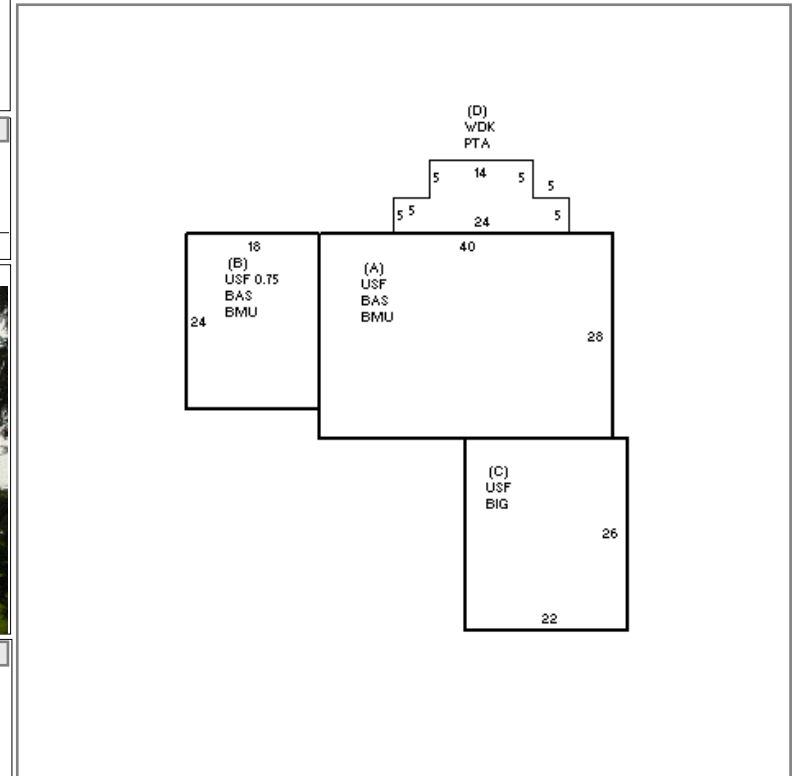 (D)
WDK
PTA
5 14 5 5
5 5 24 5
18 40
(B)
USF 0.75
BAS
BMU
24
(A)
USF
BAS
BMU
28
(C)
USF
BIG
26
22